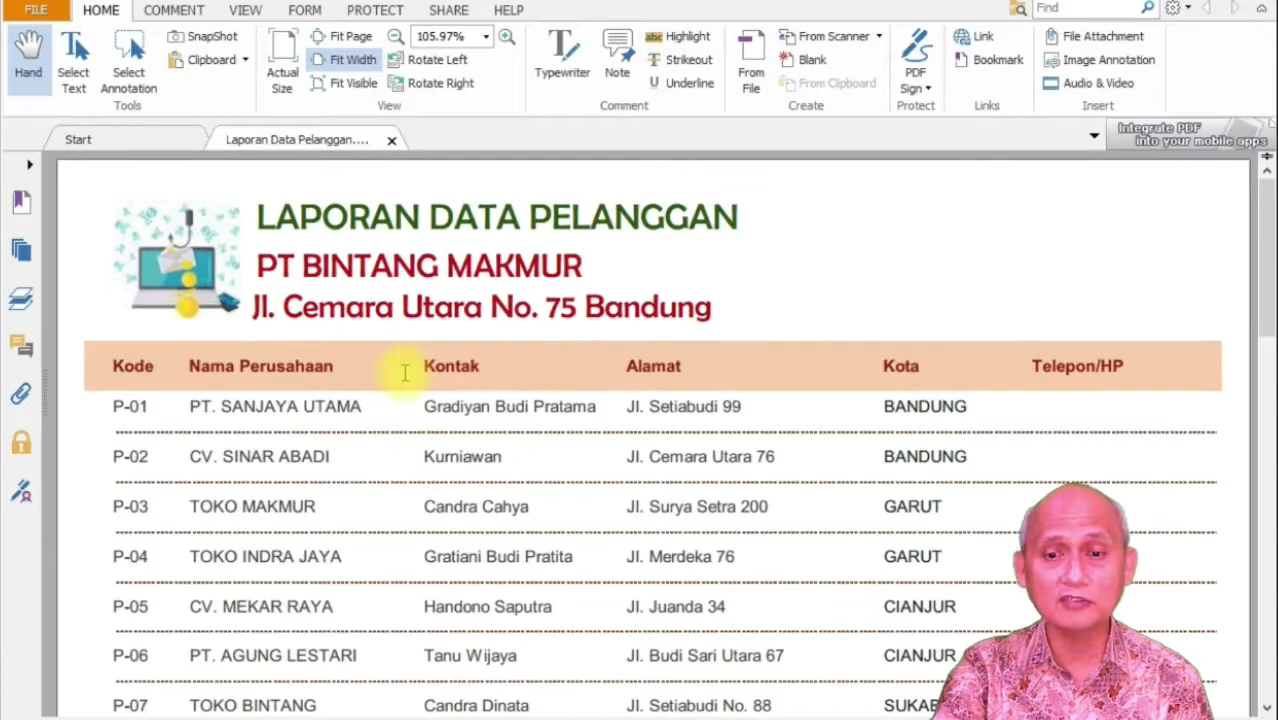 FILE HOME COMMENT VIEW FORM PROTECT SHARE HELP Find
Hand
Select Text
Select Annotation
SnapShot
Clipboard
Tools
Actual Size
Fit Page
Fit Width
Fit Visible
105.97%
Rotate Left
Rotate Right
View
Typewriter
Note
Highlight
Strikeout
Underline
Comment
From File
From Scanner
Blank
From Clipboard
Create
PDF Sign
Protect
Link
Bookmark
Links
File Attachment
Image Annotation
Audio & Video
Insert
Start
Laporan Data Pelanggan....
Integrate PDF
into your mobile apps
LAPORAN DATA PELANGGAN
PT BINTANG MAKMUR
Jl. Cemara Utara No. 75 Bandung
Kode Nama Perusahaan Kontak Alamat Kota Telepon/HP
P-01 PT. SANJAYA UTAMA Gradiyan Budi Pratama Jl. Setiabudi 99 BANDUNG
P-02 CV. SINAR ABADI Kurniawan Jl. Cemara Utara 76 BANDUNG
P-03 TOKO MAKMUR Candra Cahya Jl. Surya Setra 200 GARUT
P-04 TOKO INDRA JAYA Gratiani Budi Pratita Jl. Merdeka 76 GARUT
P-05 CV. MEKAR RAYA Handono Saputra Jl. Juanda 34 CIANJUR
P-06 PT. AGUNG LESTARI Tanu Wijaya Jl. Budi Sari Utara 67 CIANJUR
P-07 TOKO BINTANG Candra Dinata Jl. Setiabudi No. 88